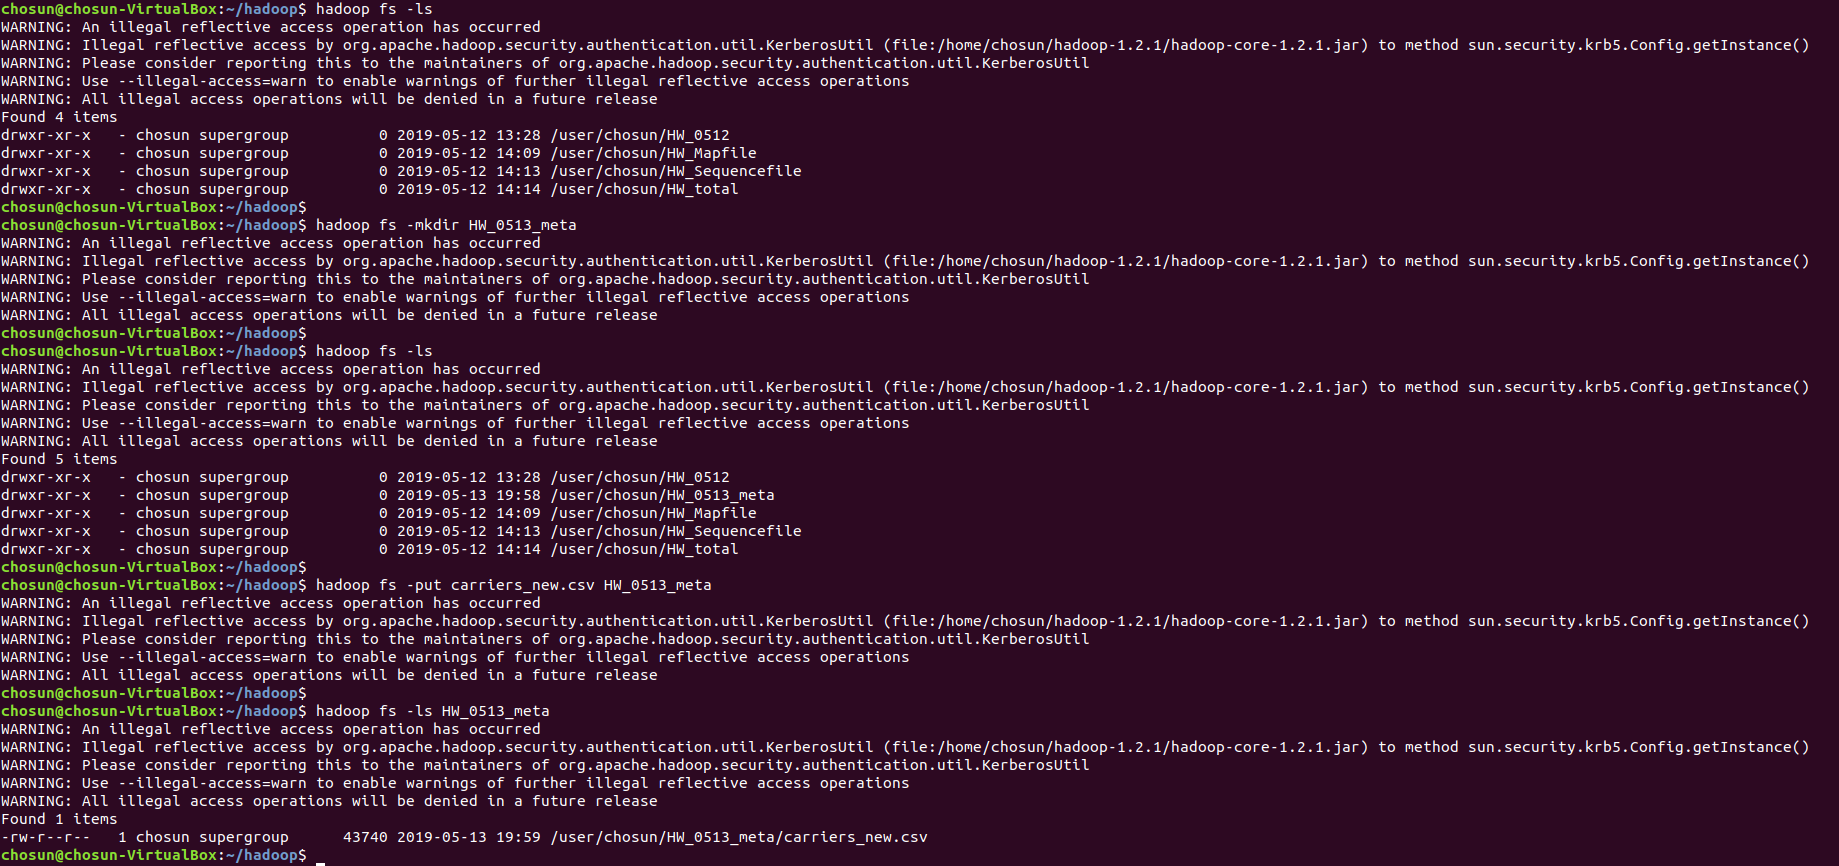 chosun@chosun-VirtualBox:~/hadoop$ hadoop fs -ls
WARNING: An illegal reflective access operation has occurred
WARNING: Illegal reflective access by org.apache.hadoop.security.authentication.util.KerberosUtil (file:/home/chosun/hadoop-1.2.1/hadoop-core-1.2.1.jar) to method sun.security.krb5.Config.getInstance()
WARNING: Please consider reporting this to the maintainers of org.apache.hadoop.security.authentication.util.KerberosUtil
WARNING: Use --illegal-access=warn to enable warnings of further illegal reflective access operations
WARNING: All illegal access operations will be denied in a future release
Found 4 items
drwxr-xr-x   - chosun supergroup          0 2019-05-12 13:28 /user/chosun/HW_0512
drwxr-xr-x   - chosun supergroup          0 2019-05-12 14:09 /user/chosun/HW_Mapfile
drwxr-xr-x   - chosun supergroup          0 2019-05-12 14:13 /user/chosun/HW_Sequencefile
drwxr-xr-x   - chosun supergroup          0 2019-05-12 14:14 /user/chosun/HW_total
chosun@chosun-VirtualBox:~/hadoop$
chosun@chosun-VirtualBox:~/hadoop$ hadoop fs -mkdir HW_0513_meta
WARNING: An illegal reflective access operation has occurred
WARNING: Illegal reflective access by org.apache.hadoop.security.authentication.util.KerberosUtil (file:/home/chosun/hadoop-1.2.1/hadoop-core-1.2.1.jar) to method sun.security.krb5.Config.getInstance()
WARNING: Please consider reporting this to the maintainers of org.apache.hadoop.security.authentication.util.KerberosUtil
WARNING: Use --illegal-access=warn to enable warnings of further illegal reflective access operations
WARNING: All illegal access operations will be denied in a future release
chosun@chosun-VirtualBox:~/hadoop$
chosun@chosun-VirtualBox:~/hadoop$ hadoop fs -ls
WARNING: An illegal reflective access operation has occurred
WARNING: Illegal reflective access by org.apache.hadoop.security.authentication.util.KerberosUtil (file:/home/chosun/hadoop-1.2.1/hadoop-core-1.2.1.jar) to method sun.security.krb5.Config.getInstance()
WARNING: Please consider reporting this to the maintainers of org.apache.hadoop.security.authentication.util.KerberosUtil
WARNING: Use --illegal-access=warn to enable warnings of further illegal reflective access operations
WARNING: All illegal access operations will be denied in a future release
Found 5 items
drwxr-xr-x   - chosun supergroup          0 2019-05-12 13:28 /user/chosun/HW_0512
drwxr-xr-x   - chosun supergroup          0 2019-05-13 19:58 /user/chosun/HW_0513_meta
drwxr-xr-x   - chosun supergroup          0 2019-05-12 14:09 /user/chosun/HW_Mapfile
drwxr-xr-x   - chosun supergroup          0 2019-05-12 14:13 /user/chosun/HW_Sequencefile
drwxr-xr-x   - chosun supergroup          0 2019-05-12 14:14 /user/chosun/HW_total
chosun@chosun-VirtualBox:~/hadoop$
chosun@chosun-VirtualBox:~/hadoop$ hadoop fs -put carriers_new.csv HW_0513_meta
WARNING: An illegal reflective access operation has occurred
WARNING: Illegal reflective access by org.apache.hadoop.security.authentication.util.KerberosUtil (file:/home/chosun/hadoop-1.2.1/hadoop-core-1.2.1.jar) to method sun.security.krb5.Config.getInstance()
WARNING: Please consider reporting this to the maintainers of org.apache.hadoop.security.authentication.util.KerberosUtil
WARNING: Use --illegal-access=warn to enable warnings of further illegal reflective access operations
WARNING: All illegal access operations will be denied in a future release
chosun@chosun-VirtualBox:~/hadoop$
chosun@chosun-VirtualBox:~/hadoop$ hadoop fs -ls HW_0513_meta
WARNING: An illegal reflective access operation has occurred
WARNING: Illegal reflective access by org.apache.hadoop.security.authentication.util.KerberosUtil (file:/home/chosun/hadoop-1.2.1/hadoop-core-1.2.1.jar) to method sun.security.krb5.Config.getInstance()
WARNING: Please consider reporting this to the maintainers of org.apache.hadoop.security.authentication.util.KerberosUtil
WARNING: Use --illegal-access=warn to enable warnings of further illegal reflective access operations
WARNING: All illegal access operations will be denied in a future release
Found 1 items
-rw-r--r--   1 chosun supergroup      43740 2019-05-13 19:59 /user/chosun/HW_0513_meta/carriers_new.csv
chosun@chosun-VirtualBox:~/hadoop$